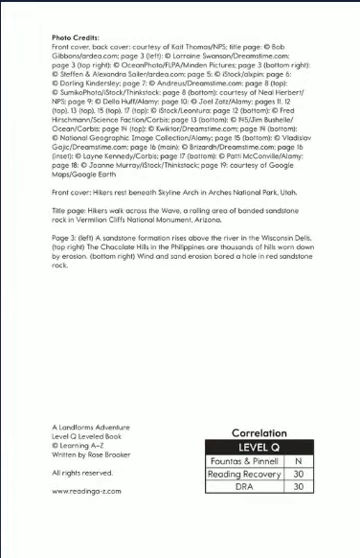 Photo Credits:
Front cover, back cover: courtesy of Kait Thomas/NPS; title page: © Bob
Gibbons/ardea.com; page 3 (left): © Lorraine Swanson/Dreamstime.com;
page 3 (top right): © OceanPhoto/FLPA/Minden Pictures; page 3 (bottom right):
© Steffen & Alexandra Sailer/ardea.com; page 5: © iStock/alxpin; page 6:
© Dorling Kindersley; page 7: © Andreus/Dreamstime.com; page 8 (top):
© SumikoPhoto/iStock/Thinkstock; page 8 (bottom): courtesy of Neal Herbert/
NPS; page 9: © Della Huff/Alamy; page 10: © Joel Zatz/Alamy; pages 11, 12
(top), 13 (top), 15 (top), 17 (top): © iStock/Leontura; page 12 (bottom): © Fred
Hirschmann/Science Faction/Corbis; page 13 (bottom): © 145/Jim Bushelle/
Ocean/Corbis; page 14 (top): © Kwiktor/Dreamstime.com; page 14 (bottom):
© National Geographic Image Collection/Alamy; page 15 (bottom): © Vladislav
Gajic/Dreamstime.com; page 16 (main): © Brizardh/Dreamstime.com; page 16
(inset): © Layne Kennedy/Corbis; page 17 (bottom): © Patti McConville/Alamy;
page 18: © Joanne Murray/iStock/Thinkstock; page 19: courtesy of Google
Maps/Google Earth
Front cover: Hikers rest beneath Skyline Arch in Arches National Park, Utah.
Title page: Hikers walk across the Wave, a rolling area of banded sandstone
rock in Vermilion Cliffs National Monument, Arizona.
Page 3: (left) A sandstone formation rises above the river in the Wisconsin Dells.
(top right) The Chocolate Hills in the Philippines are thousands of hills worn down
by erosion. (bottom right) Wind and sand erosion bored a hole in red sandstone
rock.
A Landforms Adventure
Level Q Leveled Book
© Learning A–Z
Written by Rose Brooker
All rights reserved.
www.readinga-z.com
Correlation
LEVEL Q
Fountas & Pinnell N
Reading Recovery 30
DRA 30